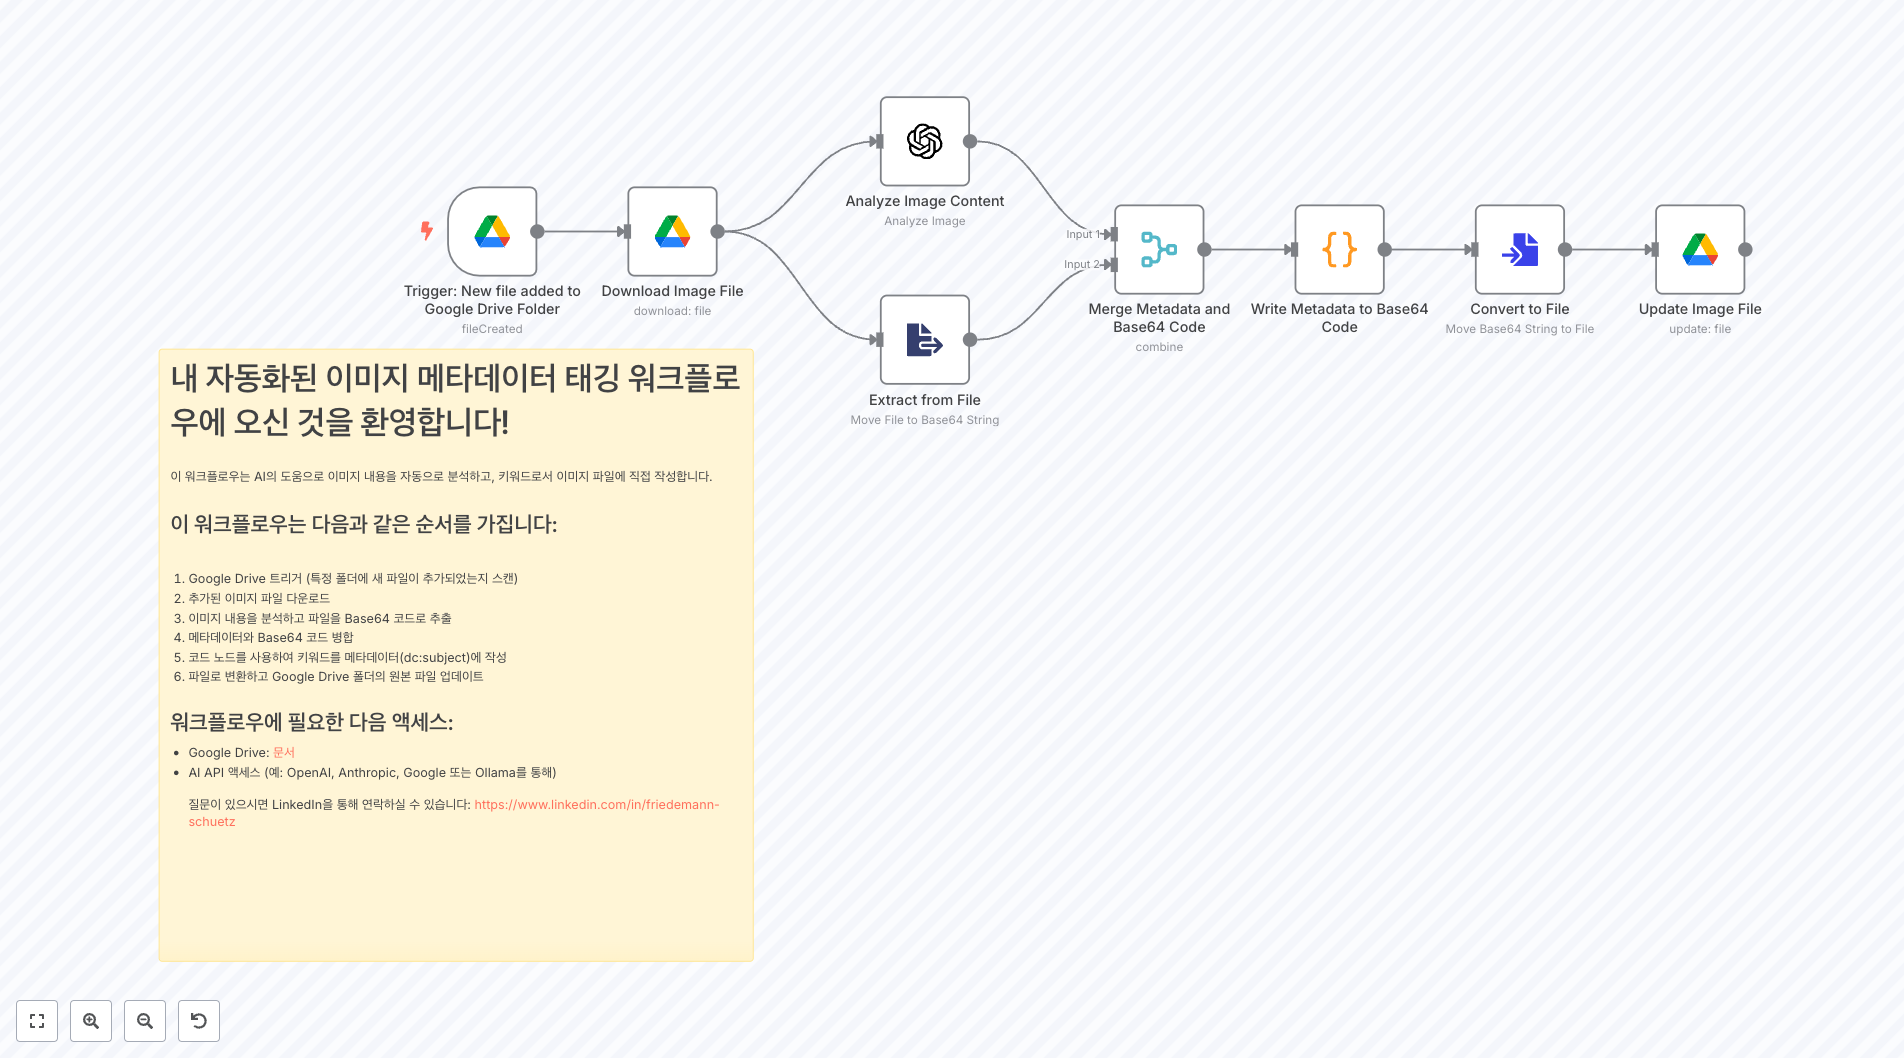 Analyze Image Content
Analyze Image
Trigger: New file added to
Google Drive Folder
fileCreated
Download Image File
download: file
Input 1
Input 2
Merge Metadata and
Base64 Code
combine
Write Metadata to Base64
Code
Convert to File
Move Base64 String to File
Update Image File
update: file
Extract from File
Move File to Base64 String
내 자동화된 이미지 메타데이터 태깅 워크플로
우에 오신 것을 환영합니다!
이 워크플로우는 AI의 도움으로 이미지 내용을 자동으로 분석하고, 키워드로서 이미지 파일에 직접 작성합니다.
이 워크플로우는 다음과 같은 순서를 가집니다:
1. Google Drive 트리거 (특정 폴더에 새 파일이 추가되었는지 스캔)
2. 추가된 이미지 파일 다운로드
3. 이미지 내용을 분석하고 파일을 Base64 코드로 추출
4. 메타데이터와 Base64 코드 병합
5. 코드 노드를 사용하여 키워드를 메타데이터(dc:subject)에 작성
6. 파일로 변환하고 Google Drive 폴더의 원본 파일 업데이트
워크플로우에 필요한 다음 액세스:
• Google Drive: 문서
• AI API 액세스 (예: OpenAI, Anthropic, Google 또는 Ollama를 통해)
질문이 있으시면 LinkedIn을 통해 연락하실 수 있습니다: https://www.linkedin.com/in/friedemann-
schuetz